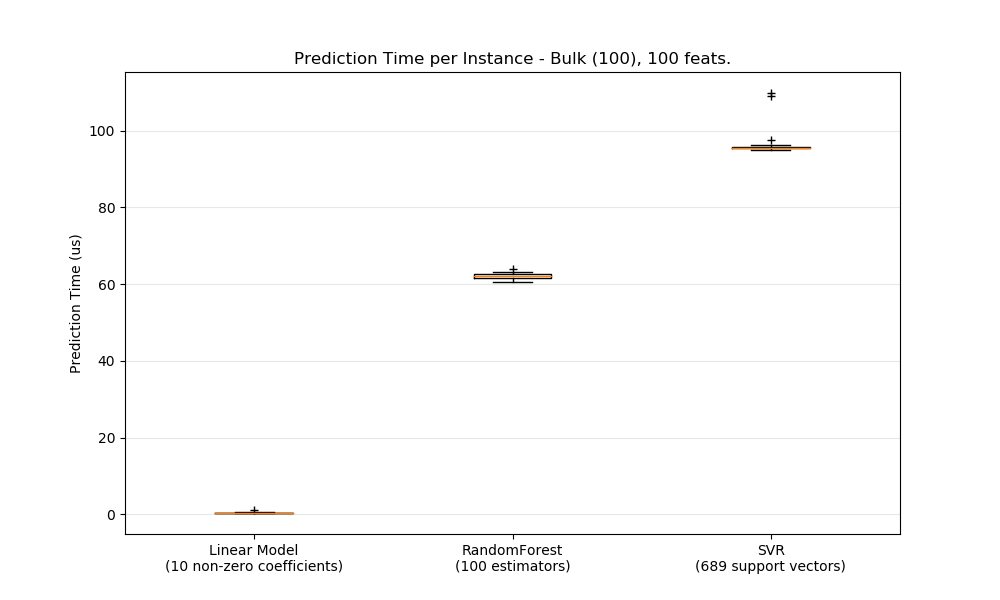 Prediction Time per Instance - Bulk (100), 100 feats.
Prediction Time (us)
100
80
60
40
20
0
Linear Model
(10 non-zero coefficients)
RandomForest
(100 estimators)
SVR
(689 support vectors)